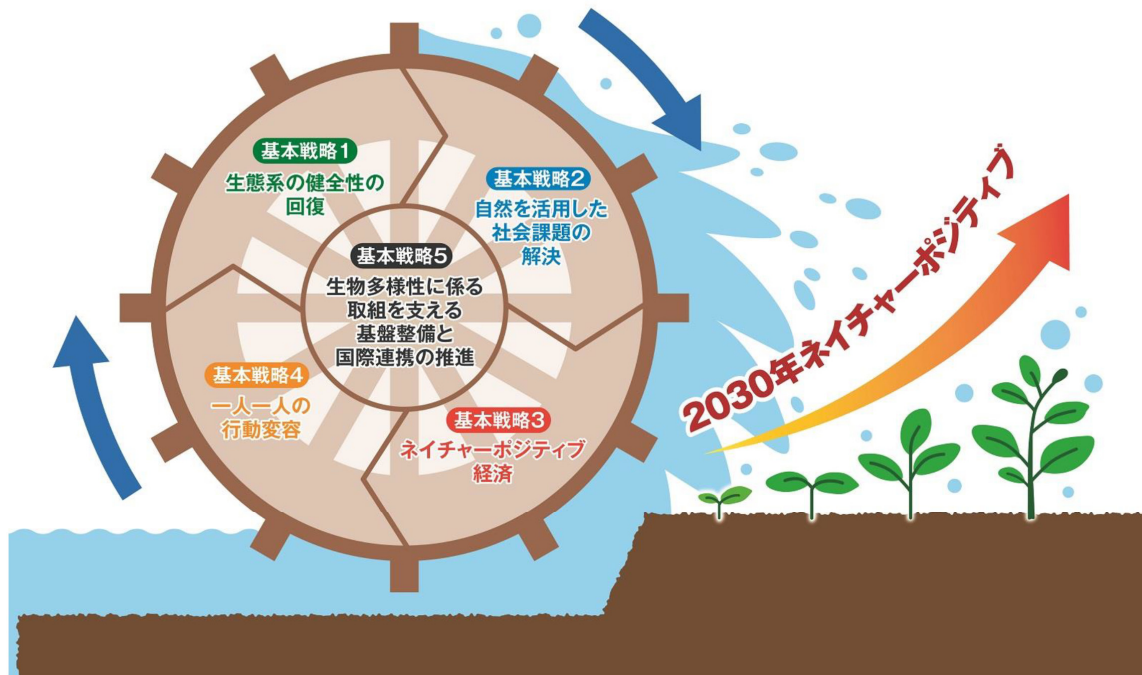 基本戦略1
生態系の健全性の
回復
基本戦略2
自然を活用した
社会課題の
解決
基本戦略5
生物多様性に係る
取組を支える
基盤整備と
国際連携の推進
基本戦略4
一人一人の
行動変容
基本戦略3
ネイチャーポジティブ
経済
2030年ネイチャーポジティブ